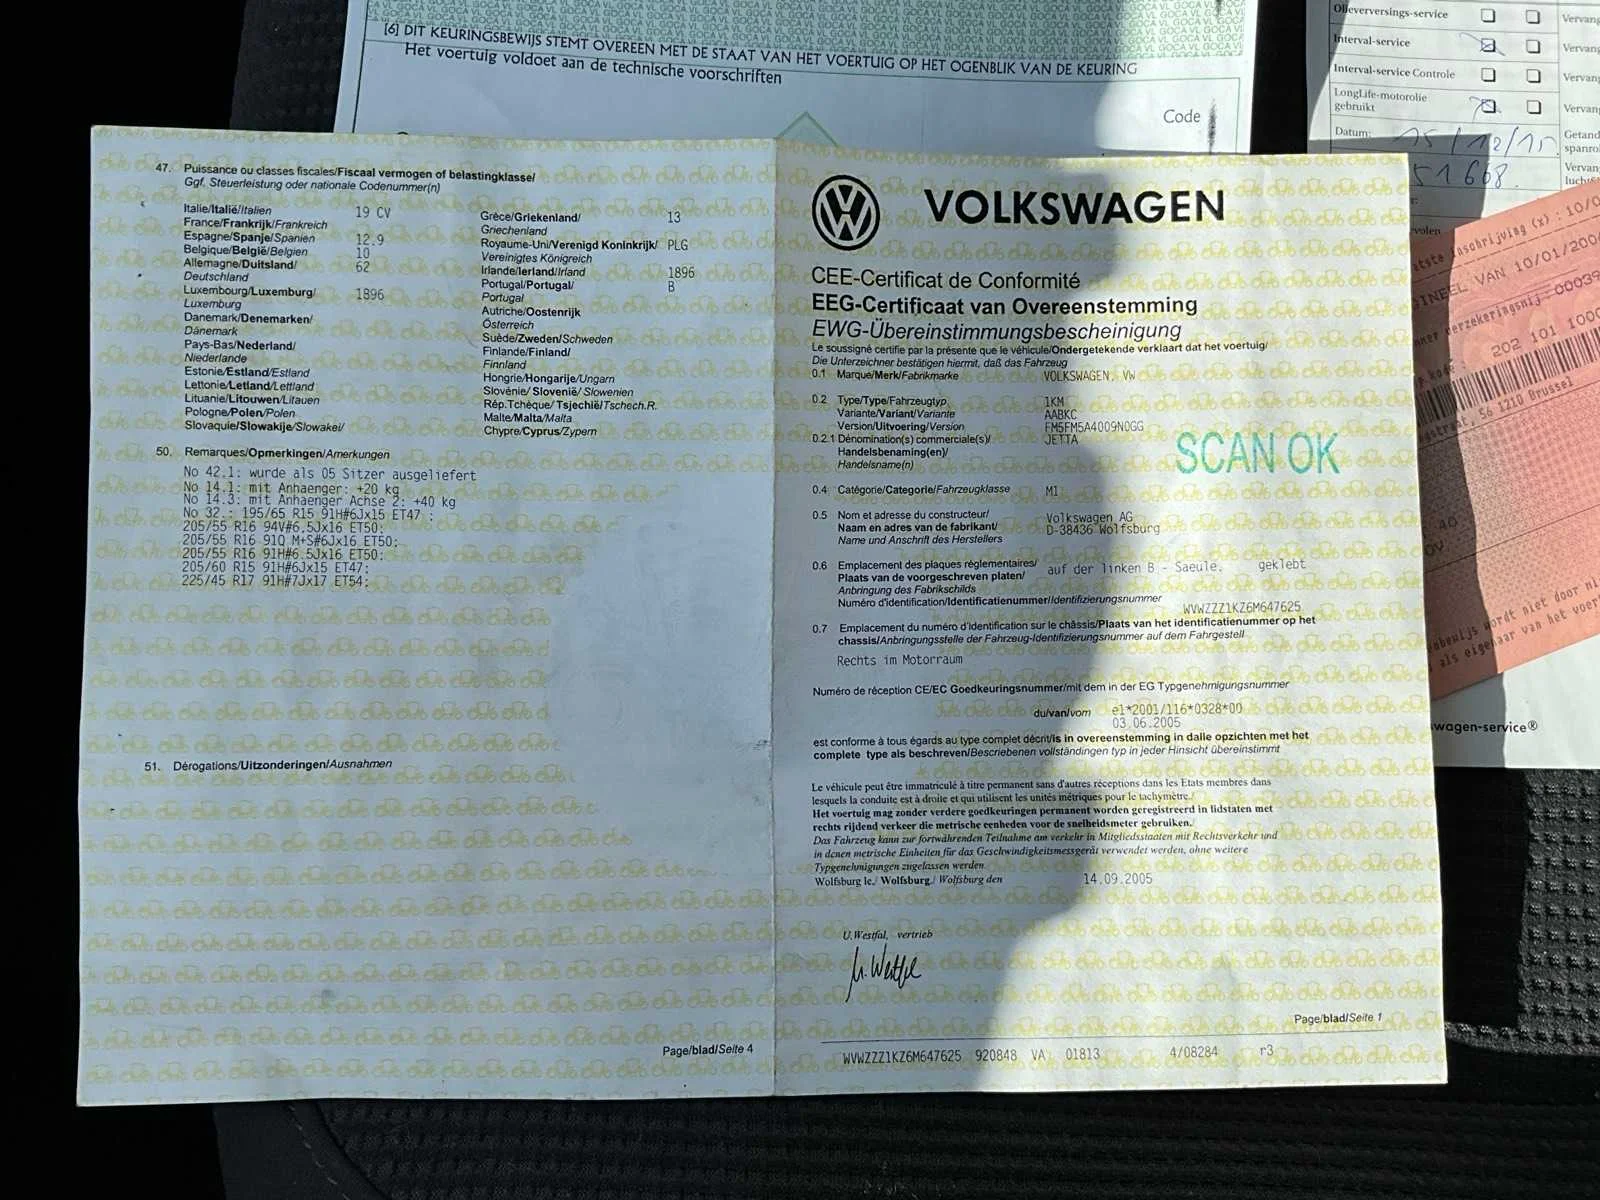 [6] DIT KEURINGSBEWIJS STEMT OVEREEN MET DE STAAT VAN HET VOERTUIG OP HET OGENBLIK VAN DE KEURING
Het voertuig voldoet aan de technische voorschriften
Code
Olieverversings-service
Interval-service
Interval-service Controle
LongLife-motorolie
gebruikt
Datum: 15/12/15
51668.
47. Puissance ou classes fiscales/Fiscaal vermogen of belastingklasse/
Ggf. Steuerleistung oder nationale Codenummer(n)
Italie/Italië/Italien 19 CV
France/Frankrijk/Frankreich
Espagne/Spanje/Spanien 12.9
Belgique/België/Belgien 10
Allemagne/Duitsland/ 62
Deutschland
Luxembourg/Luxemburg/ 1896
Luxemburg
Danemark/Denemarken/
Dänemark
Pays-Bas/Nederland/
Niederlande
Estonie/Estland/Estland
Lettonie/Letland/Lettland
Lituanie/Litouwen/Litauen
Pologne/Polen/Polen
Slovaquie/Slowakije/Slowakei/
Grèce/Griekenland/ 13
Griechenland
Royaume-Uni/Verenigd Koninkrijk/ PLG
Vereinigtes Königreich
Irlande/Ierland/Irland 1896
Portugal/Portugal/ B
Portugal
Autriche/Oostenrijk
Österreich
Suède/Zweden/Schweden
Finlande/Finland/
Finnland
Hongrie/Hongarije/Ungarn
Slovénie/ Slovenië/ Slowenien
Rép.Tchèque/ Tsjechië/Tschech.R.
Malte/Malta/Malta
Chypre/Cyprus/Zypern
50. Remarques/Opmerkingen/Amerkungen
No 42.1: wurde als 05 Sitzer ausgeliefert
No 14.1: mit Anhaenger: +20 kg
No 14.3: mit Anhaenger Achse 2: +40 kg
No 32.: 195/65 R15 91H#6Jx15 ET47 :
205/55 R16 94V#6.5Jx16 ET50;
205/55 R16 91Q M+S#6Jx16 ET50;
205/55 R16 91H#6.5Jx16 ET50;
205/60 R15 91H#6Jx15 ET47;
225/45 R17 91H#7Jx17 ET54;
51. Dérogations/Uitzonderingen/Ausnahmen
Page/blad/Seite 4
VOLKSWAGEN
CEE-Certificat de Conformité
EEG-Certificaat van Overeenstemming
EWG-Übereinstimmungsbescheinigung
Le soussigné certifie par la présente que le véhicule/Ondergetekende verklaart dat het voertuig/
Die Unterzeichner bestätigen hiermit, daß das Fahrzeug
0.1 Marque/Merk/Fabrikmarke VOLKSWAGEN, VW
0.2 Type/Type/Fahrzeugtyp 1KM
Variante/Variant/Variante AABKC
Version/Uitvoering/Version FM5FM5A4009N0GG
0.2.1 Dénomination(s) commerciale(s)/ JETTA
Handelsbenaming(en)/
Handelsname(n)
SCAN OK
0.4 Catégorie/Categorie/Fahrzeugklasse M1
0.5 Nom et adresse du constructeur/ Volkswagen AG
Naam en adres van de fabrikant/ D-38436 Wolfsburg
Name und Anschrift des Herstellers
0.6 Emplacement des plaques réglementaires/
Plaats van de voorgeschreven platen/ auf der linken B - Saeule. geklebt
Anbringung des Fabrikschilds
Numéro d'identification/Identificatienummer/Identifizierungsnummer WVWZZZ1KZ6M647625
0.7 Emplacement du numéro d'identification sur le châssis/Plaats van het identificatienummer op het
chassis/Anbringungsstelle der Fahrzeug-Identifizierungsnummer auf dem Fahrgestell
Rechts im Motorraum
Numéro de réception CE/EC Goedkeuringsnummer/mit dem in der EG Typgenehmigungsnummer
du/van/vom e1*2001/116*0328*00
03.06.2005
est conforme à tous égards au type complet décrit/is in overeenstemming in dalle opzichten met het
complete type als beschreven/Bescriebenen vollständingen typ in jeder Hinsicht übereinstimmt
Le véhicule peut être immatriculé à titre permanent sans d'autres réceptions dans les Etats membres dans
lesquels la conduite est à droite et qui utilisent les unités métriques pour le tachymètre./
Het voertuig mag zonder verdere goedkeuringen permanent worden geregistreerd in lidstaten met
rechts rijdend verkeer die metrische eenheden voor de snelheidsmeter gebruiken.
Das Fahrzeug kann zur fortwährenden Teilnahme am verkehr in Mitgliedsstaaten mit Rechtsverkehr und
in denen metrische Einheiten für das Geschwindigkeitsmessgerät verwendet werden, ohne weitere
Typgenehmigungen zugelassen werden.
Wolfsburg le./ Wolfsburg./ Wolfsburg den 14.09.2005
U.Westfal, vertrieb
Page/blad/Seite 1
WVWZZZ1KZ6M647625 920848 VA 01813 4/08284 r3
202 101
1210 Brussel